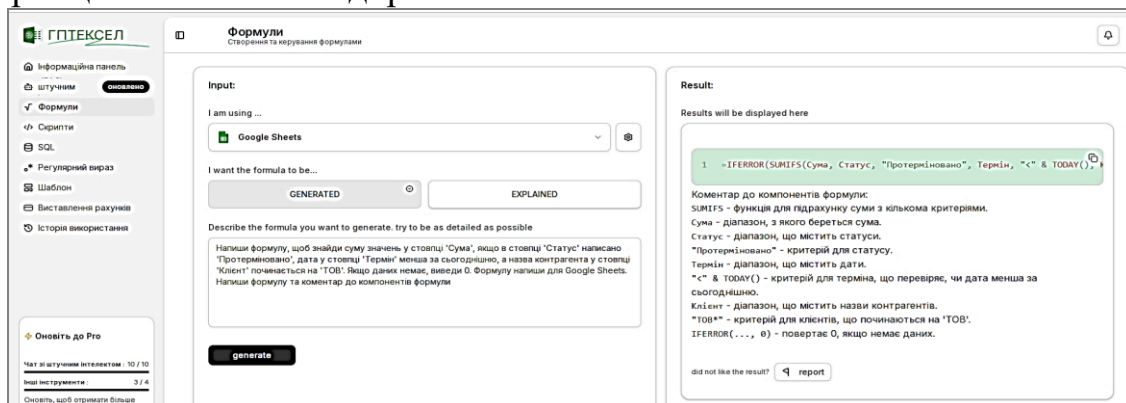 ГПТЕКСЕЛ
Інформаційна панель
штучним оновлено
Формули
Скрипти
SQL
Регулярний вираз
Шаблон
Виставлення рахунків
Історія використання
Оновіть до Pro
Чат зі штучним інтелектом : 10 / 10
Інші інструменти : 3 / 4
Оновіть, щоб отримати більше
Формули
Створення та керування формулами
Input:
I am using ...
Google Sheets
I want the formula to be...
GENERATED
EXPLAINED
Describe the formula you want to generate. try to be as detailed as possible
Напиши формулу, щоб знайди суму значень у стовпці 'Сума', якщо в стовпці 'Статус' написано
'Протерміновано', дата у стовпці 'Термін' менша за сьогоднішню, а назва контрагента у стовпці
'Клієнт' починається на 'ТОВ'. Якщо даних немає, виведи 0. Формулу напиши для Google Sheets.
Напиши формулу та коментар до компонентів формули
generate
Result:
Results will be displayed here
1 =IFERROR(SUMIFS(Сума, Статус, "Протерміновано", Термін, "<" & TODAY(),
Коментар до компонентів формули:
SUMIFS - функція для підрахунку суми з кількома критеріями.
Сума - діапазон, з якого береться сума.
Статус - діапазон, що містить статуси.
"Протерміновано" - критерій для статусу.
Термін - діапазон, що містить дати.
"<" & TODAY() - критерій для терміна, що перевіряє, чи дата менша за
сьогоднішню.
Клієнт - діапазон, що містить назви контрагентів.
"ТОВ*" - критерій для клієнтів, що починаються на 'ТОВ'.
IFERROR(..., 0) - повертає 0, якщо немає даних.
did not like the result? report